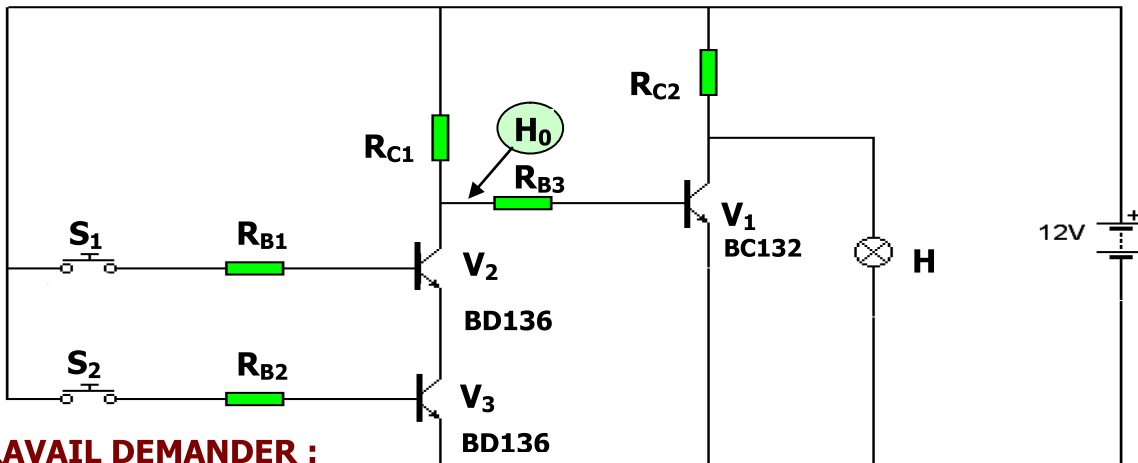 RC2
H0
RC1
RB3
S1
RB1
V1
BC132
12V
+
V2
H
BD136
S2
RB2
V3
BD136
AVAIL DEMANDER :